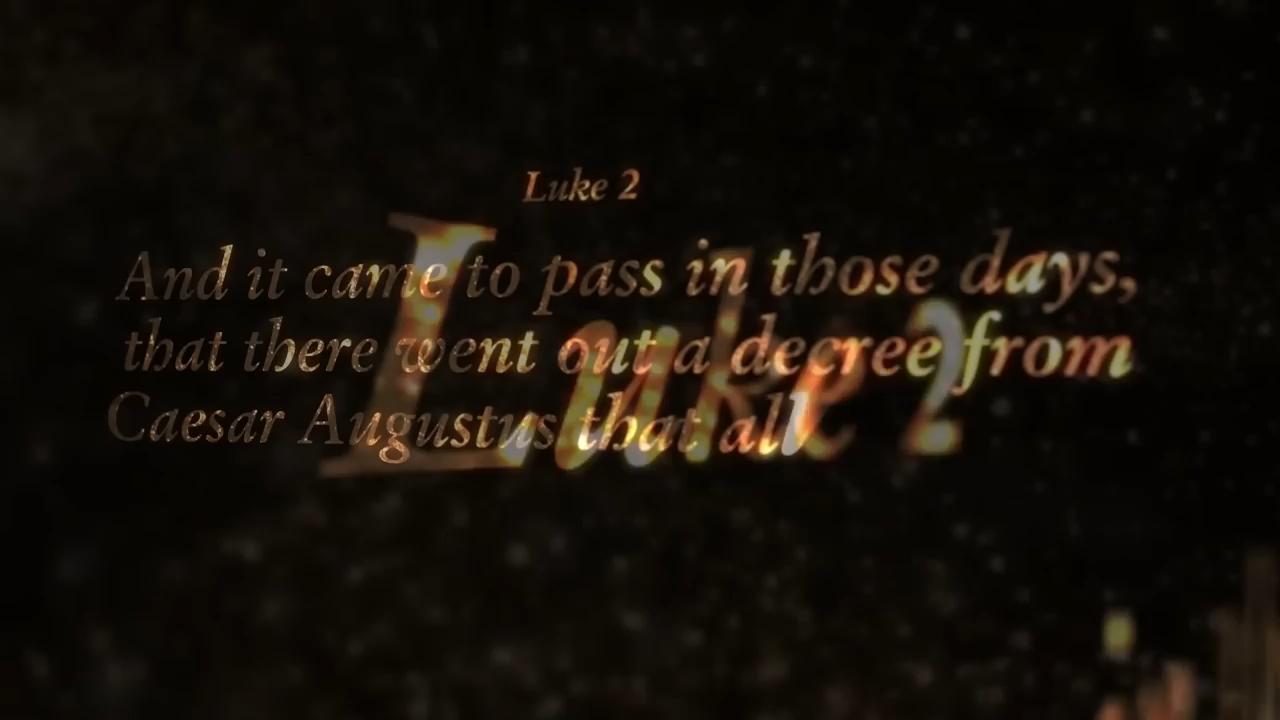 Luke 2
And it came to pass in those days,
that there went out a decree from
Caesar Augustus that all
Luke 2